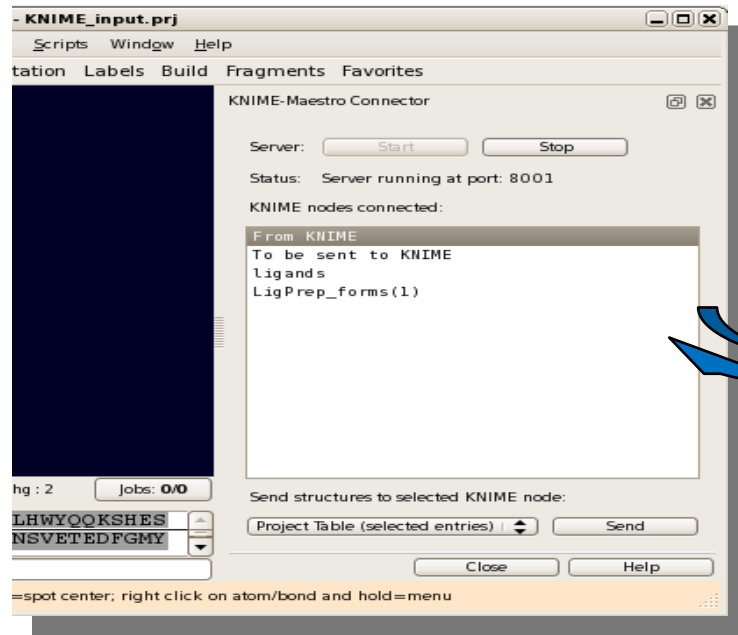 - KNIME_input.prj
Scripts Window Help
tation Labels Build Fragments Favorites
KNIME-Maestro Connector
Server: Start Stop
Status: Server running at port: 8001
KNIME nodes connected:
From KNIME
To be sent to KNIME
ligands
LigPrep_forms(1)
hg : 2 Jobs: 0/0
Send structures to selected KNIME node:
LHWYQQKSHES
Project Table (selected entries) Send
NSVETEDFGMY
Close Help
=spot center; right click on atom/bond and hold=menu